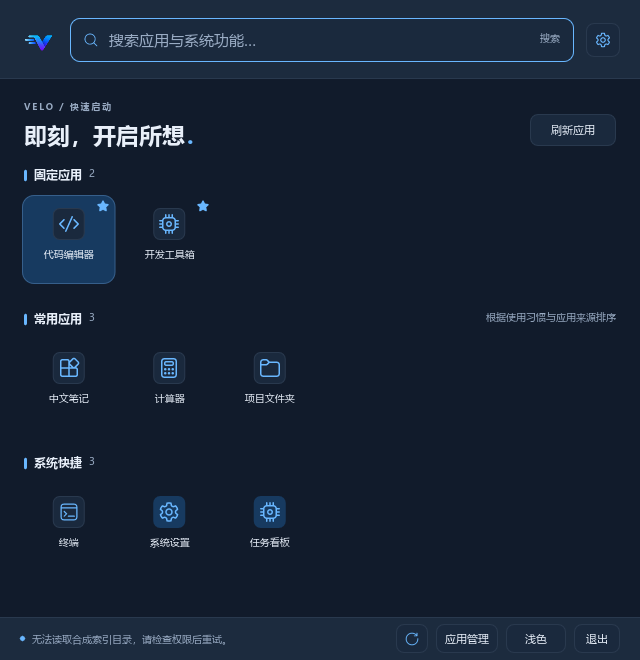 搜索应用与系统功能...
搜索
VELO / 快速启动
即刻，开启所想.
刷新应用
固定应用 2
代码编辑器
开发工具箱
常用应用 3
根据使用习惯与应用来源排序
中文笔记
计算器
项目文件夹
系统快捷 3
终端
系统设置
任务看板
无法读取合成索引目录，请检查权限后重试。
应用管理
浅色
退出